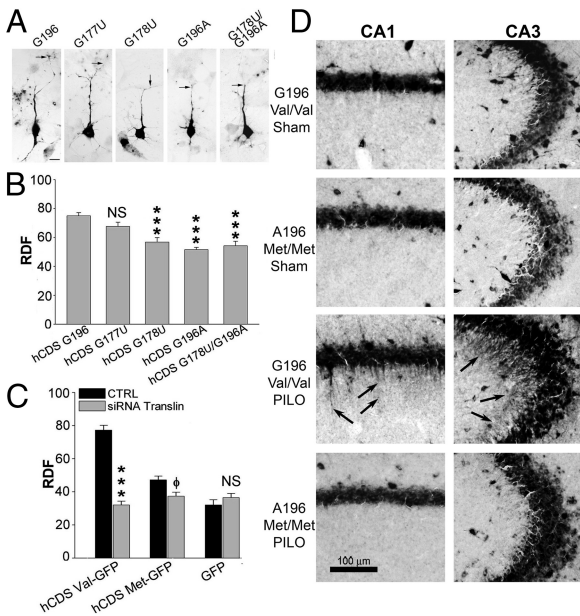 A
G196
G177U
G178U
G196A
G178U/
G196A
B
RDF
80
60
40
20
0
NS
***
***
***
hCDS G196
hCDS G177U
hCDS G178U
hCDS G196A
hCDS G178U/G196A
C
CTRL
siRNA Translin
RDF
100
80
60
40
20
0
***
ϕ
NS
hCDS Val-GFP
hCDS Met-GFP
GFP
D
CA1
CA3
G196
Val/Val
Sham
A196
Met/Met
Sham
G196
Val/Val
PILO
A196
Met/Met
PILO
100 µm